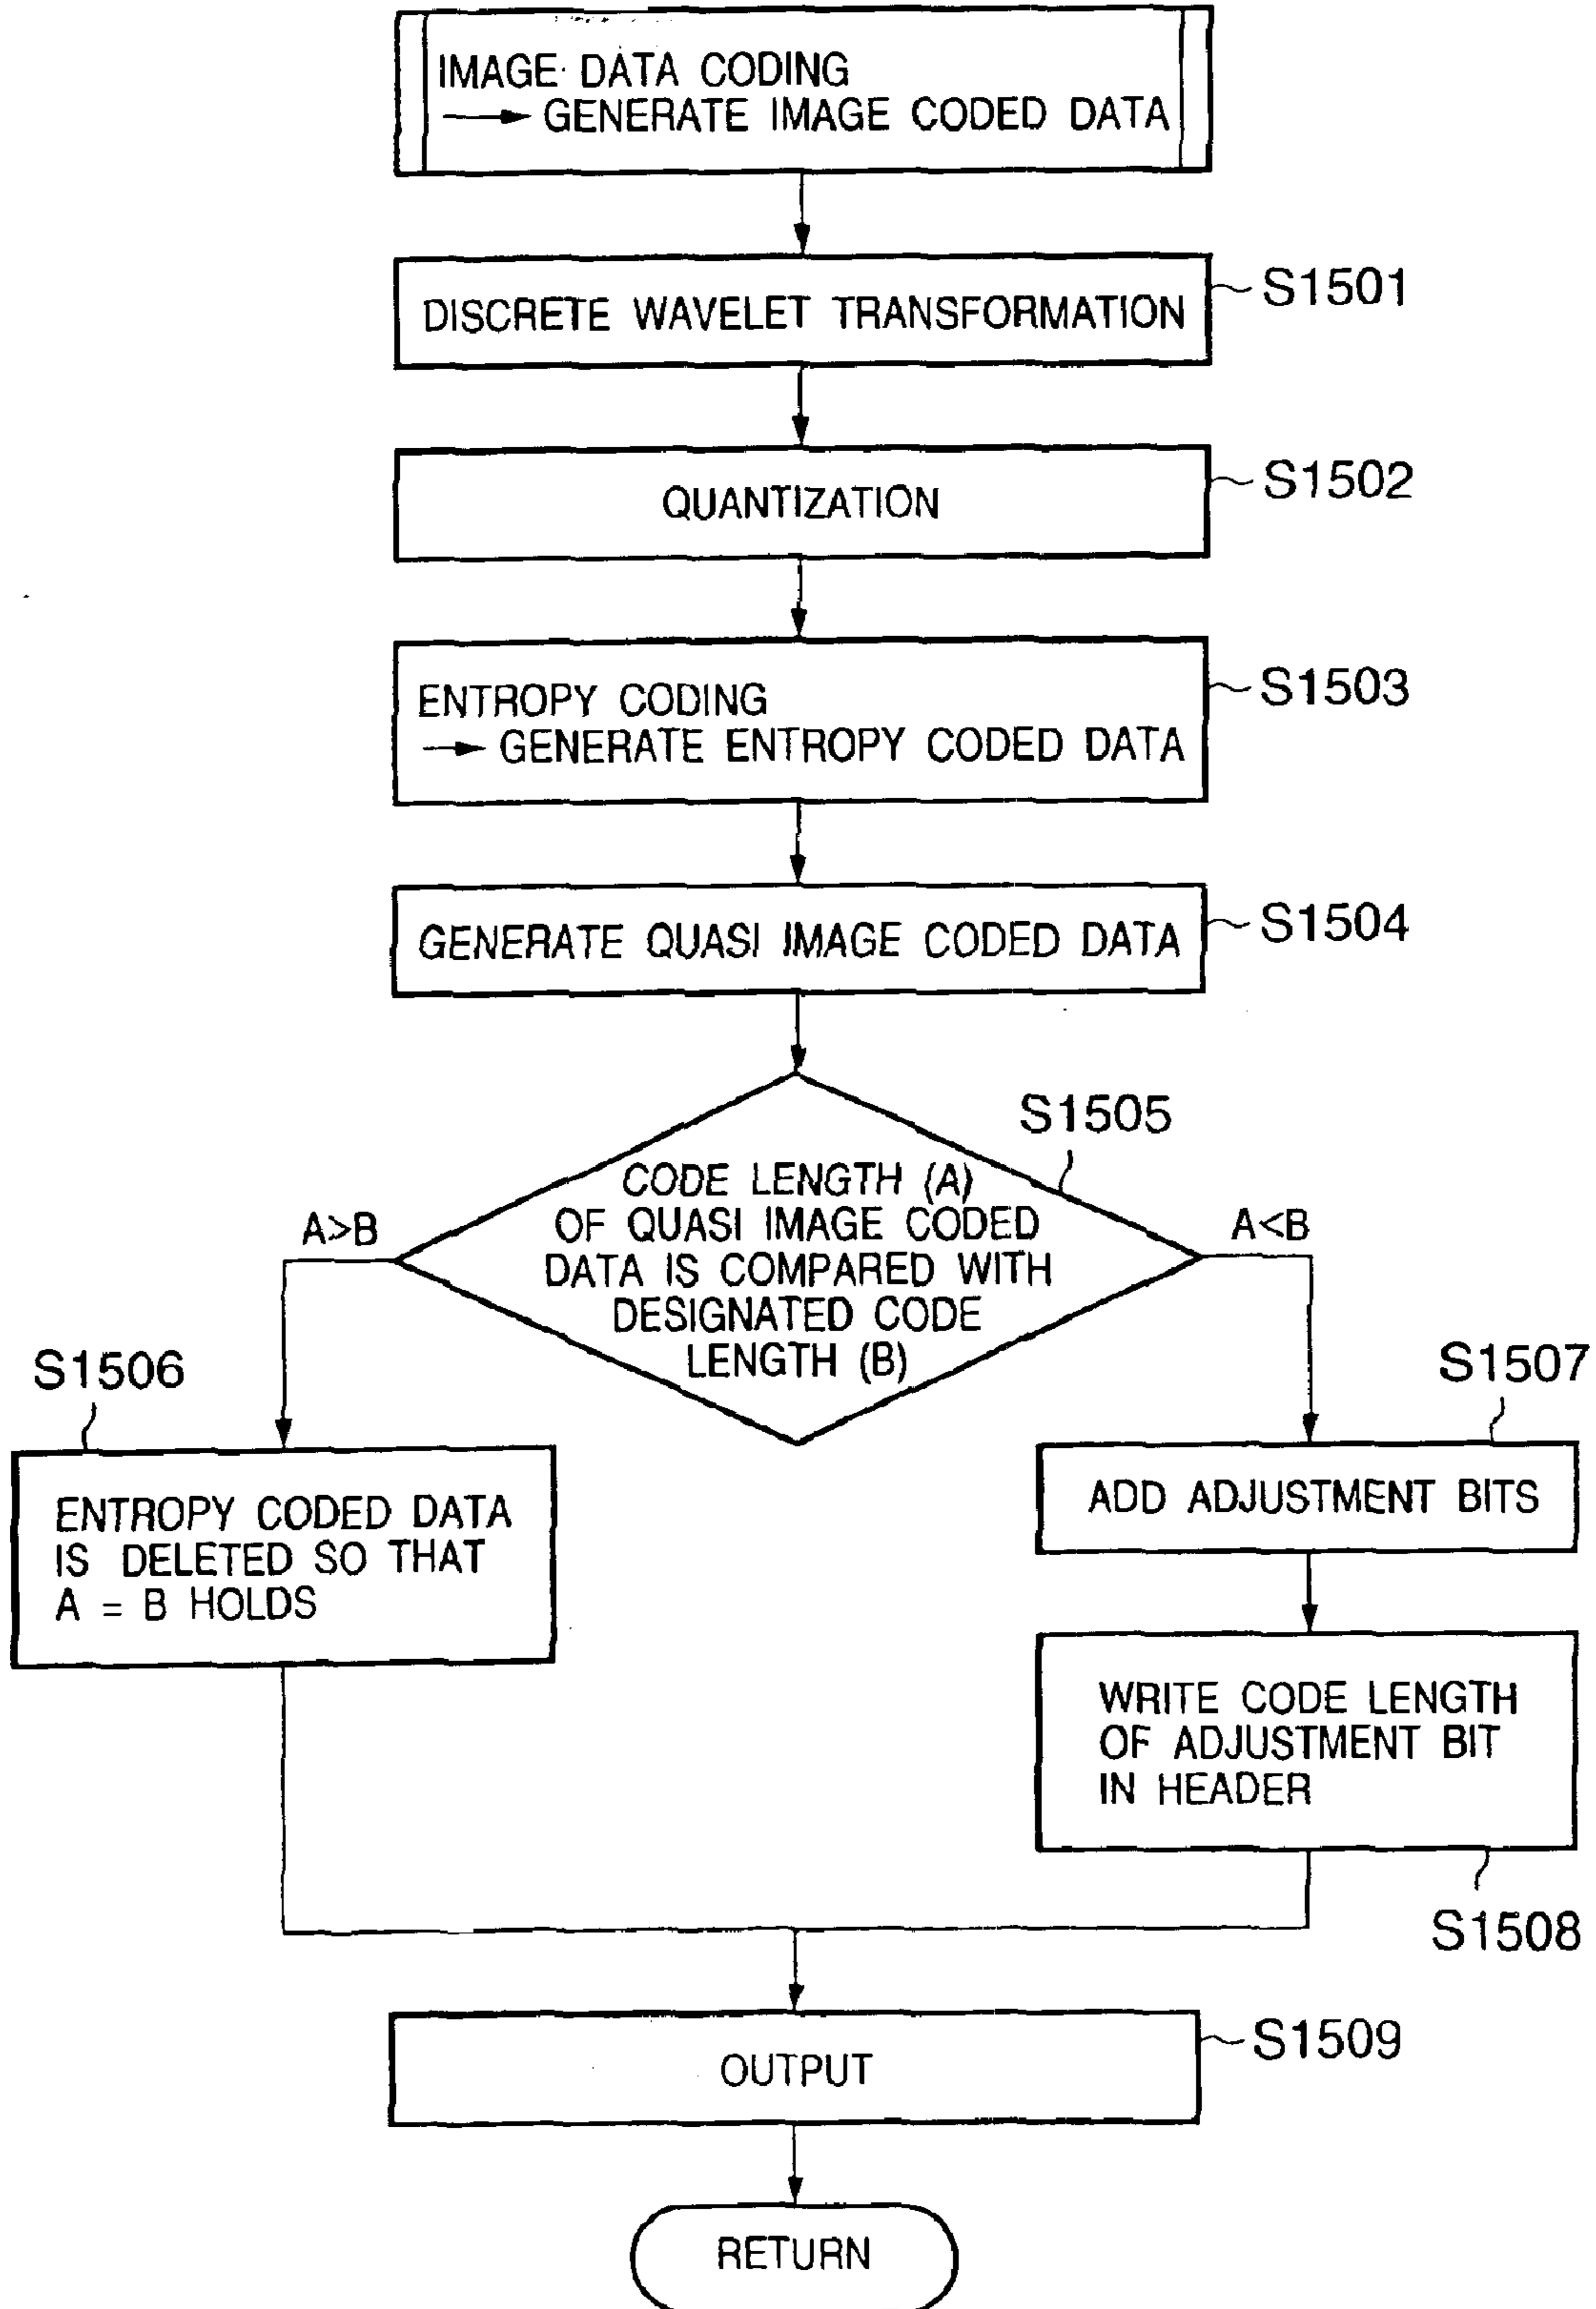 IMAGE DATA CODING
→ GENERATE IMAGE CODED DATA
DISCRETE WAVELET TRANSFORMATION
S1501
QUANTIZATION
S1502
ENTROPY CODING
→ GENERATE ENTROPY CODED DATA
S1503
GENERATE QUASI IMAGE CODED DATA
S1504
S1505
CODE LENGTH (A)
OF QUASI IMAGE CODED
DATA IS COMPARED WITH
DESIGNATED CODE
LENGTH (B)
A>B
A<B
S1506
ENTROPY CODED DATA
IS DELETED SO THAT
A = B HOLDS
S1507
ADD ADJUSTMENT BITS
WRITE CODE LENGTH
OF ADJUSTMENT BIT
IN HEADER
S1508
OUTPUT
S1509
RETURN